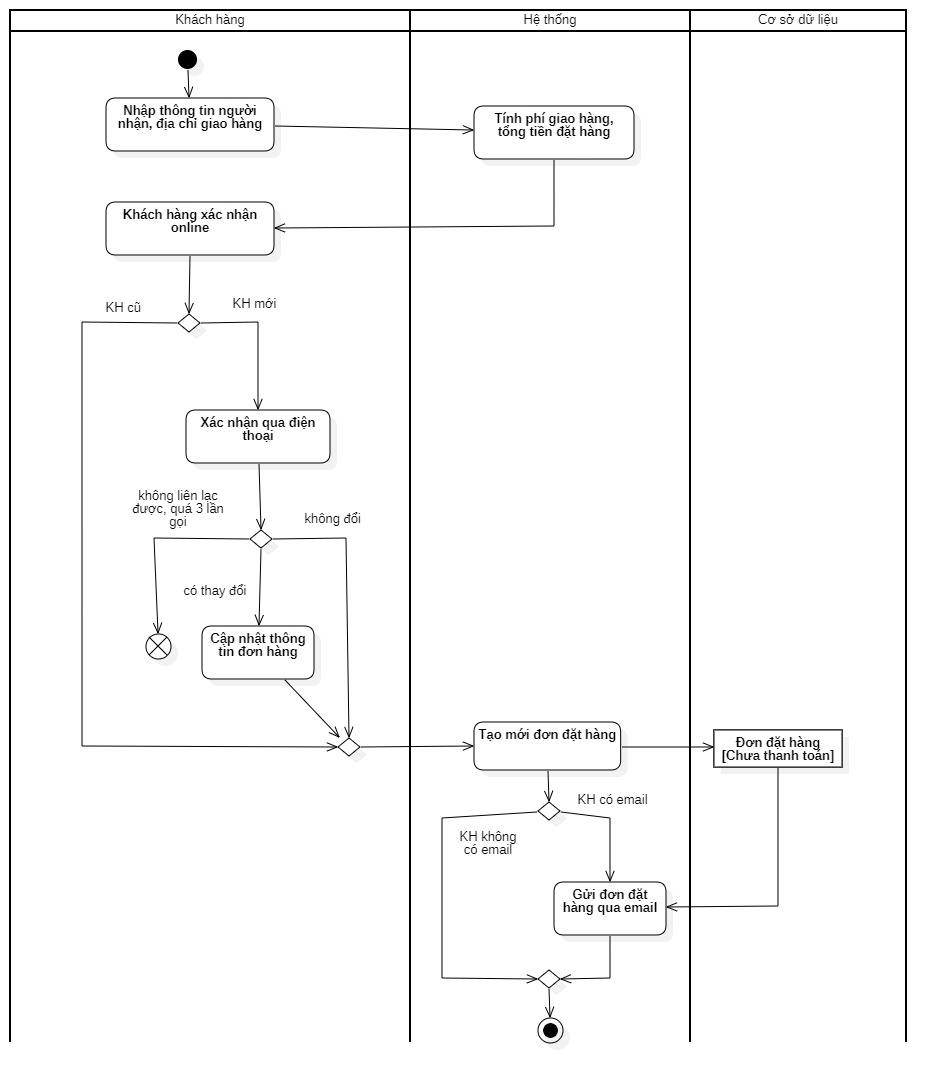 Khách hàng
Hệ thống
Cơ sở dữ liệu
Nhập thông tin người
nhận, địa chỉ giao hàng
Tính phí giao hàng,
tổng tiền đặt hàng
Khách hàng xác nhận
online
KH cũ
KH mới
Xác nhận qua điện
thoại
không liên lạc
được, quá 3 lần
gọi
không đổi
có thay đổi
Cập nhật thông
tin đơn hàng
Tạo mới đơn đặt hàng
Đơn đặt hàng
[Chưa thanh toán]
KH có email
KH không
có email
Gửi đơn đặt
hàng qua email